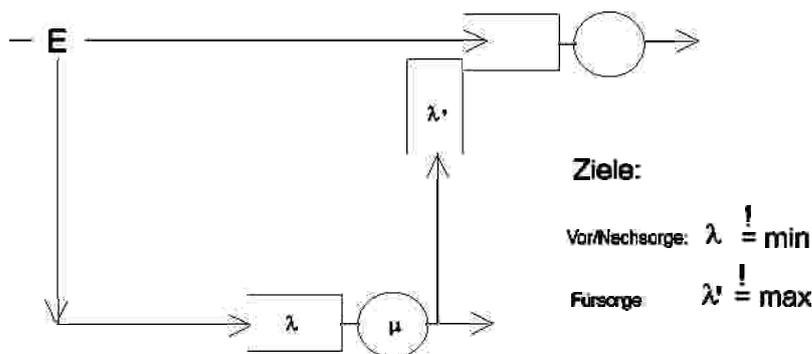 E
λ'
Ziele:
Vor/Nachsorge: λ != min
Fürsorge λ' != max
λ
μ